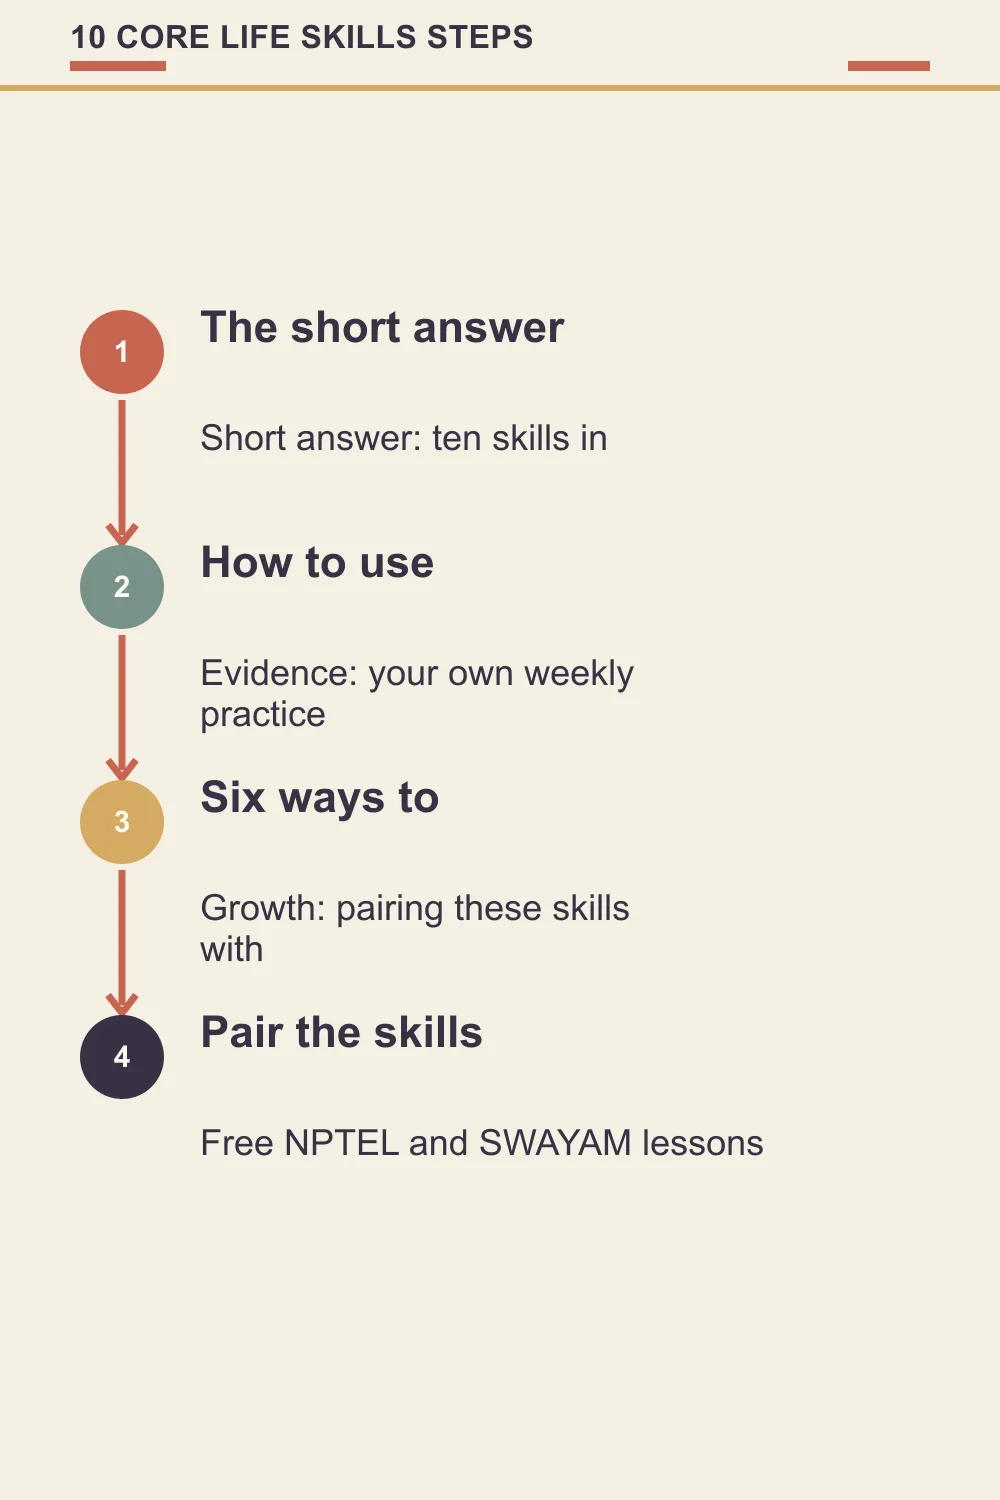 10 CORE LIFE SKILLS STEPS
1
The short answer
Short answer: ten skills in
2
How to use
Evidence: your own weekly
practice
3
Six ways to
Growth: pairing these skills
with
4
Pair the skills
Free NPTEL and SWAYAM lessons